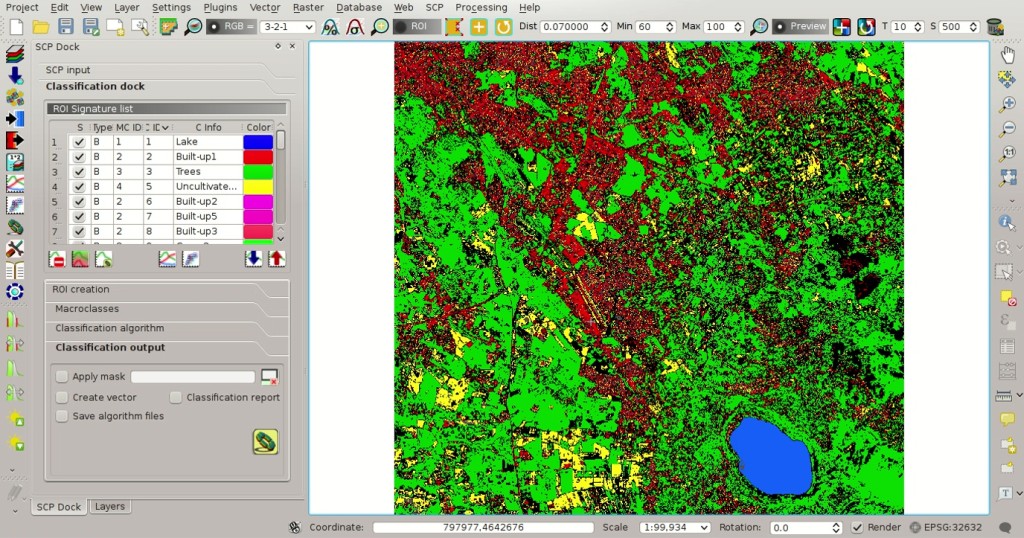 Project Edit View Layer Settings Plugins Vector Raster Database Web SCP Processing Help
RGB = 3-2-1 ROI Dist 0.070000 Min 60 Max 100 Preview T 10 S 500
SCP Dock
SCP input
Classification dock
ROI Signature list
S Type MC ID C ID C Info Color
1 B 1 1 Lake
2 B 2 2 Built-up1
3 B 3 3 Trees
4 B 4 5 Uncultivate...
5 B 2 6 Built-up2
6 B 2 7 Built-up5
7 B 2 8 Built-up3
ROI creation
Macroclasses
Classification algorithm
Classification output
Apply mask
Create vector Classification report
Save algorithm files
SCP Dock Layers
Coordinate: 797977,4642676 Scale 1:99,934 Rotation: 0.0 Render EPSG:32632